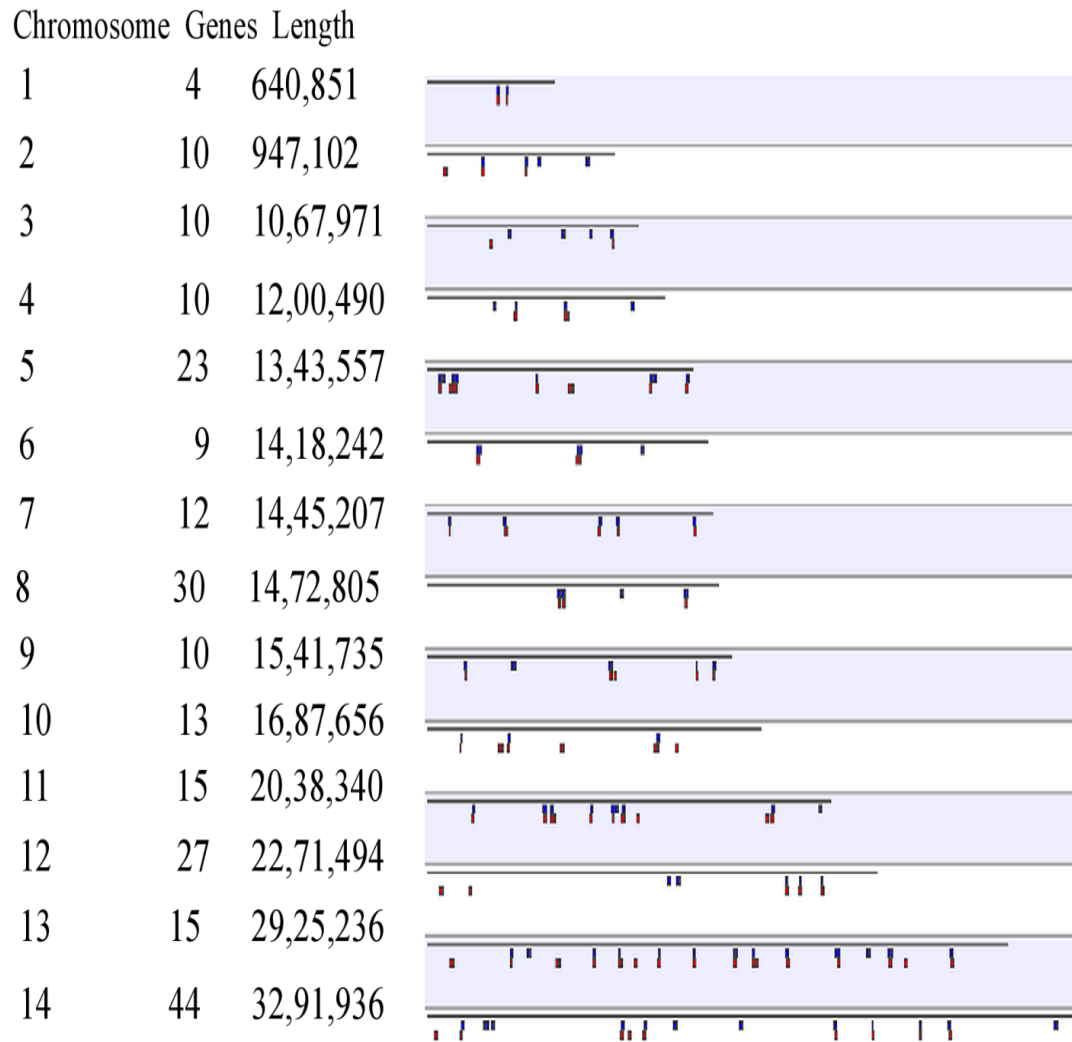 Chromosome Genes Length
1 4 640,851
2 10 947,102
3 10 10,67,971
4 10 12,00,490
5 23 13,43,557
6 9 14,18,242
7 12 14,45,207
8 30 14,72,805
9 10 15,41,735
10 13 16,87,656
11 15 20,38,340
12 27 22,71,494
13 15 29,25,236
14 44 32,91,936